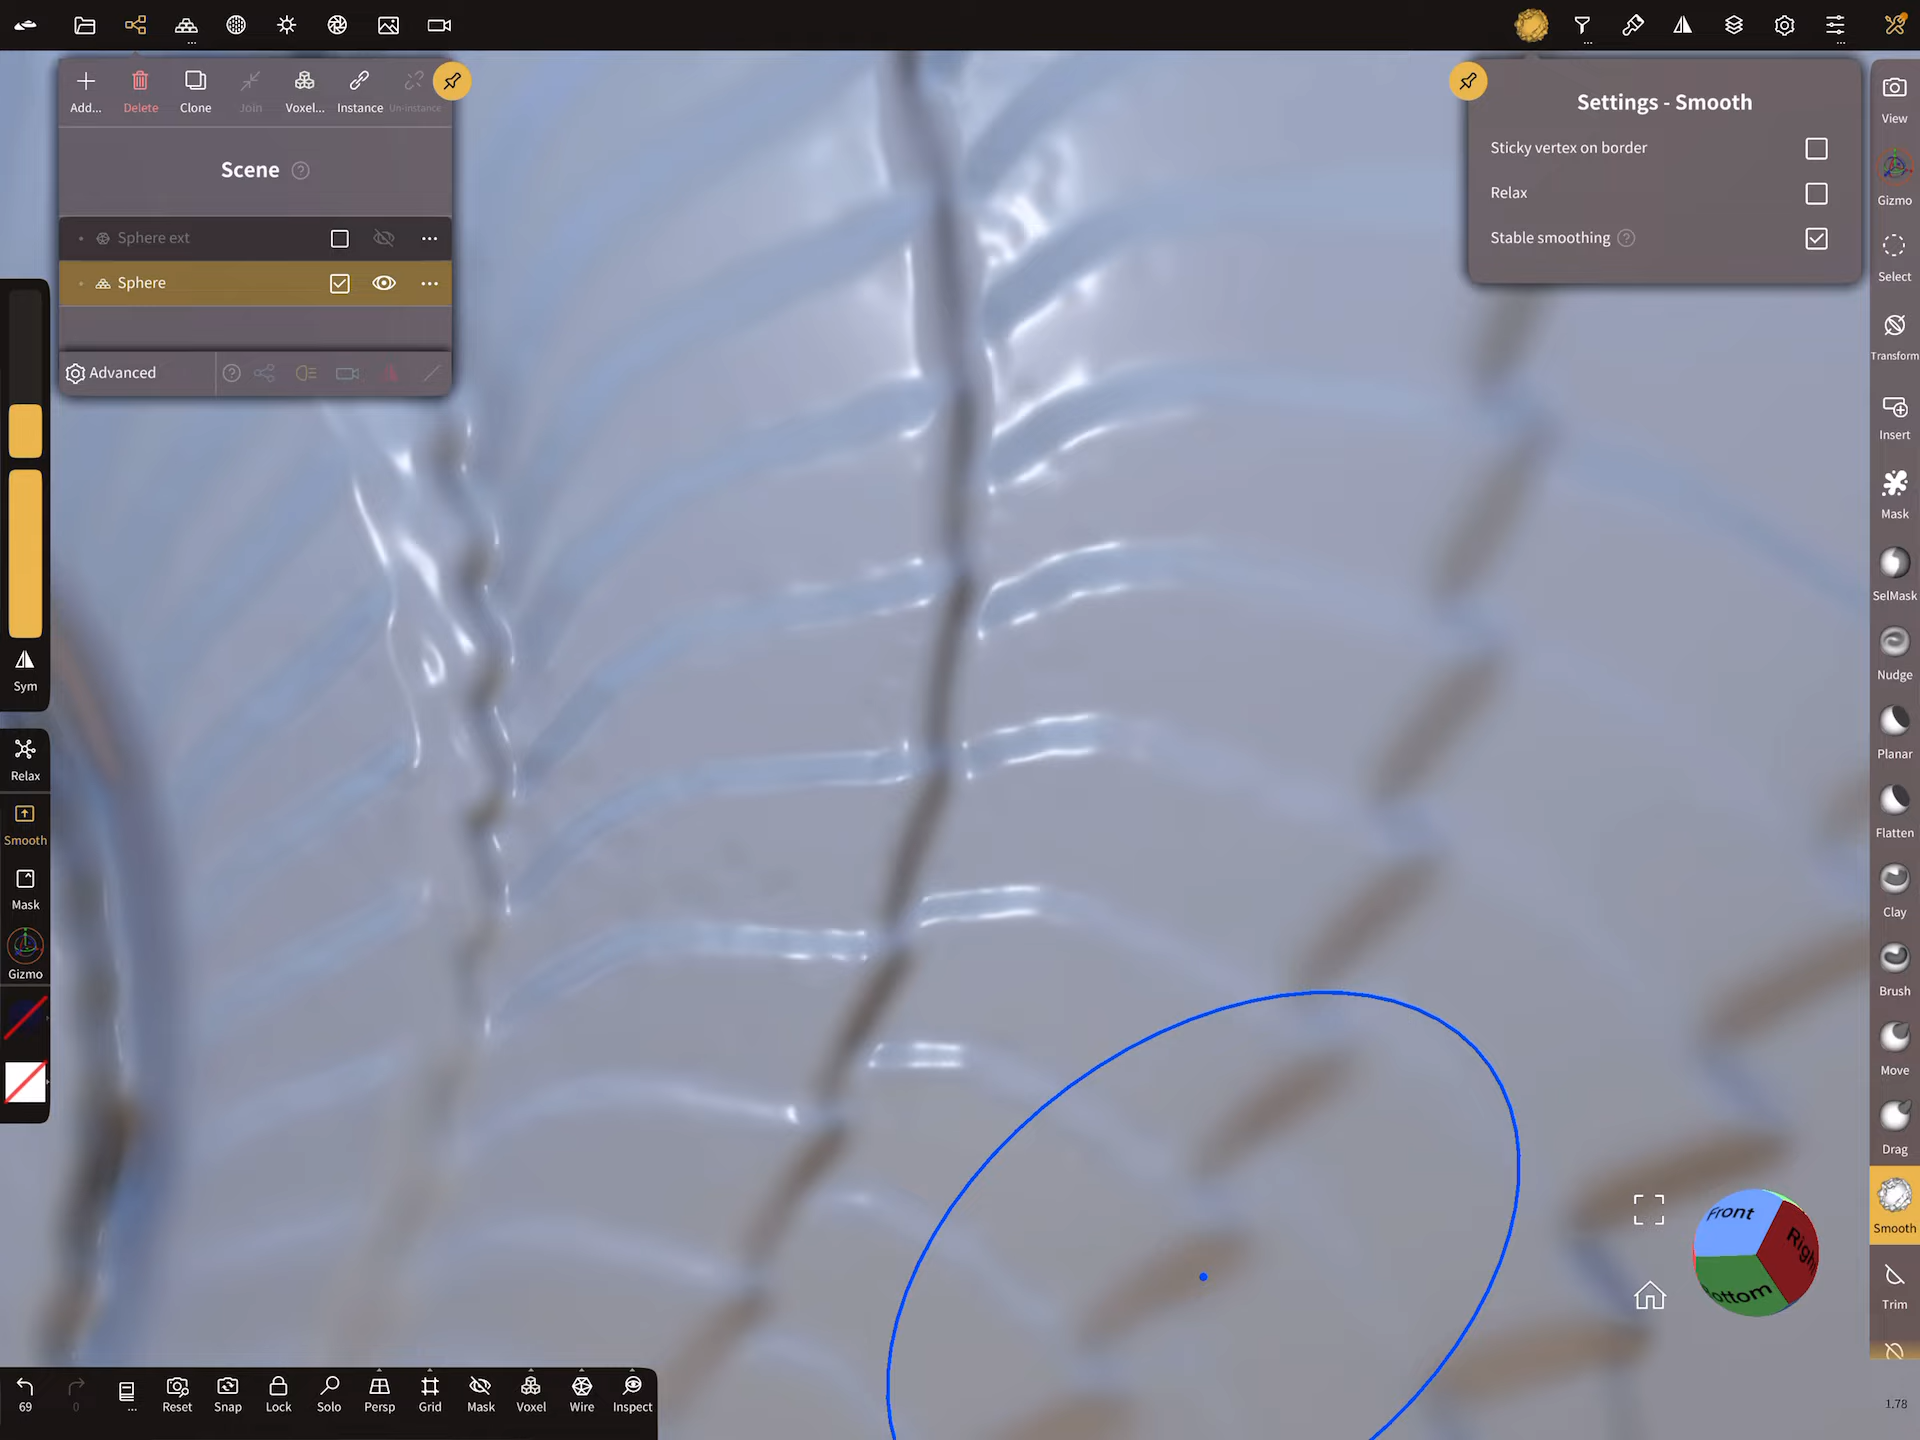 Add...
Delete
Clone
Join
Voxel...
Instance
Un-instance
Scene
Sphere ext
Sphere
Advanced
Sym
Relax
Smooth
Mask
Gizmo
Settings - Smooth
Sticky vertex on border
Relax
Stable smoothing
View
Gizmo
Select
Transform
Insert
Mask
SelMask
Nudge
Planar
Flatten
Clay
Brush
Move
Drag
Smooth
Trim
Front
Right
Bottom
69
0
...
Reset
Snap
Lock
Solo
Persp
Grid
Mask
Voxel
Wire
Inspect
1.78